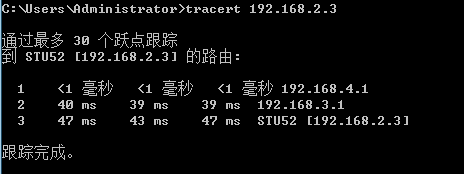 C:\Users\Administrator>tracert 192.168.2.3
通过最多 30 个跃点跟踪
到 STU52 [192.168.2.3] 的路由:
1 <1 毫秒 <1 毫秒 <1 毫秒 192.168.4.1
2 40 ms 39 ms 39 ms 192.168.3.1
3 47 ms 43 ms 47 ms STU52 [192.168.2.3]
跟踪完成。